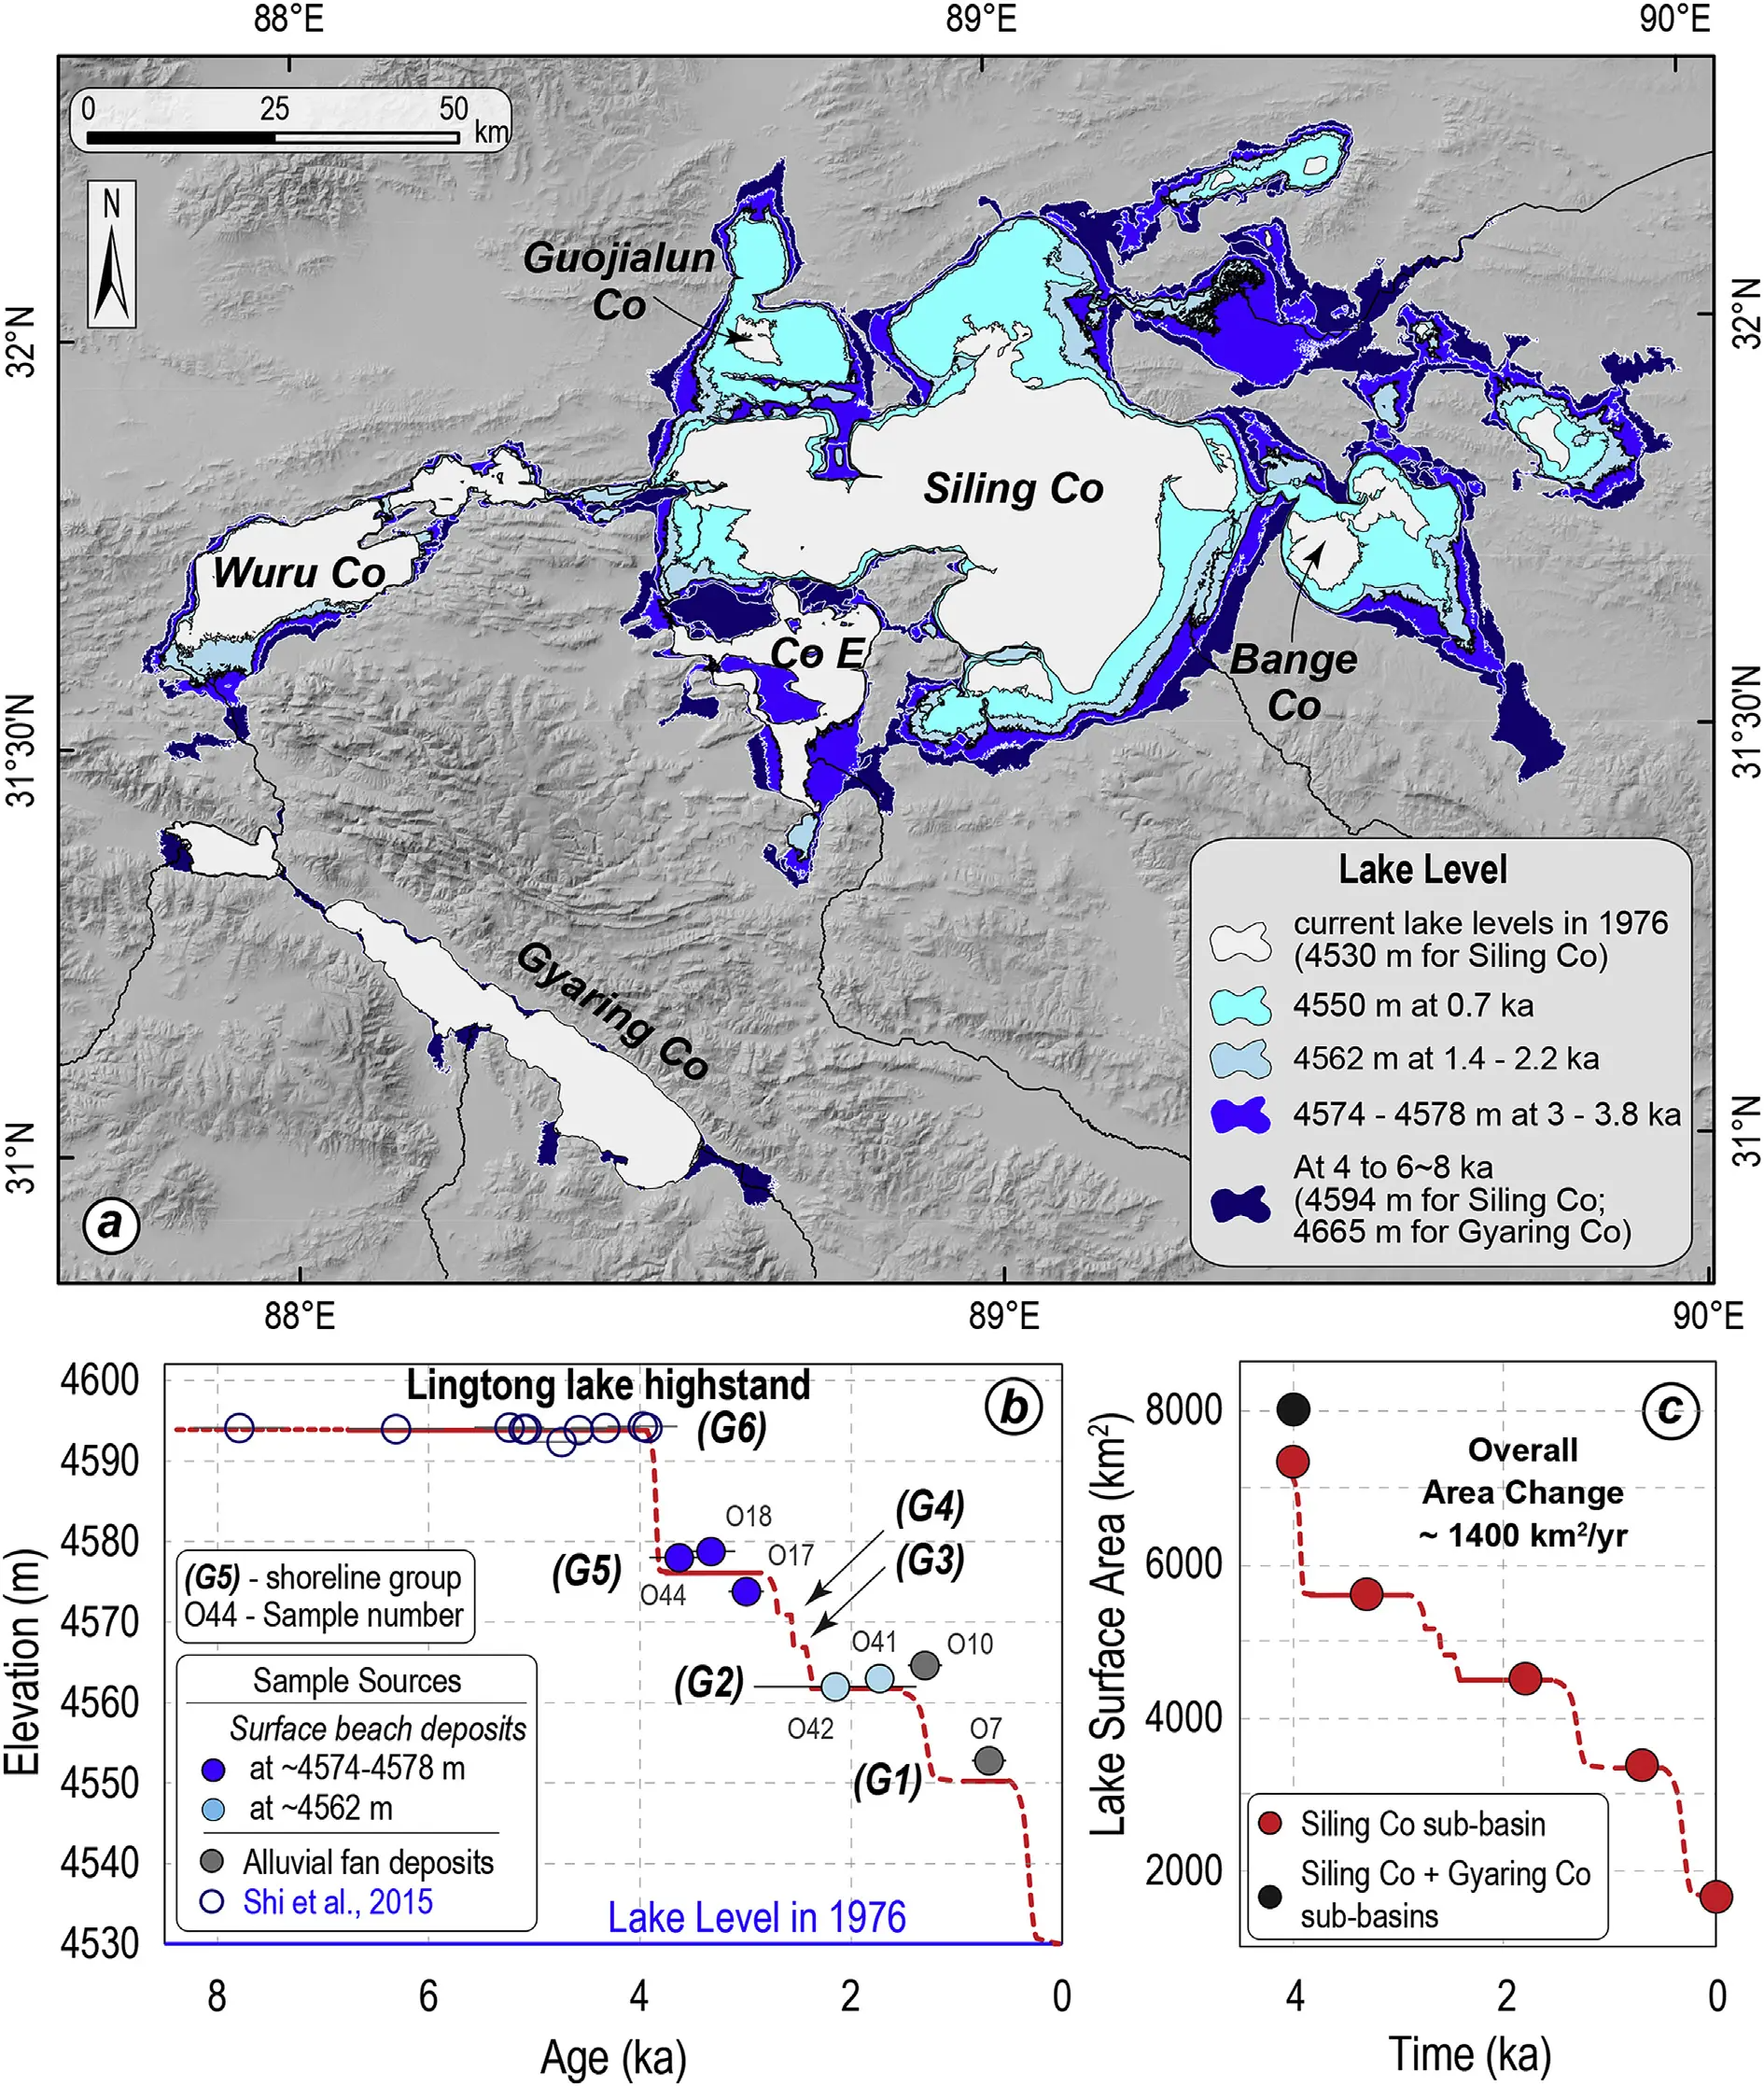 88°E
89°E
90°E
0
25
50
km
N
Guojialun
Co
32°N
32°N
Siling Co
Wuru Co
Co E
Bange
Co
31°30'N
31°30'N
Gyaring Co
Lake Level
current lake levels in 1976
(4530 m for Siling Co)
4550 m at 0.7 ka
4562 m at 1.4 - 2.2 ka
4574 - 4578 m at 3 - 3.8 ka
At 4 to 6~8 ka
(4594 m for Siling Co;
4665 m for Gyaring Co)
31°N
31°N
a
88°E
89°E
90°E
Elevation (m)
4600
4590
4580
4570
4560
4550
4540
4530
Lingtong lake highstand
b
(G6)
O18
(G4)
O17
(G3)
(G5)
O44
(G5) - shoreline group
O44 - Sample number
O41
O10
(G2)
O42
O7
(G1)
Sample Sources
Surface beach deposits
at ~4574-4578 m
at ~4562 m
Alluvial fan deposits
Shi et al., 2015
Lake Level in 1976
8
6
4
2
0
Age (ka)
Lake Surface Area (km²)
8000
6000
4000
2000
c
Overall
Area Change
~ 1400 km²/yr
Siling Co sub-basin
Siling Co + Gyaring Co
sub-basins
4
2
0
Time (ka)